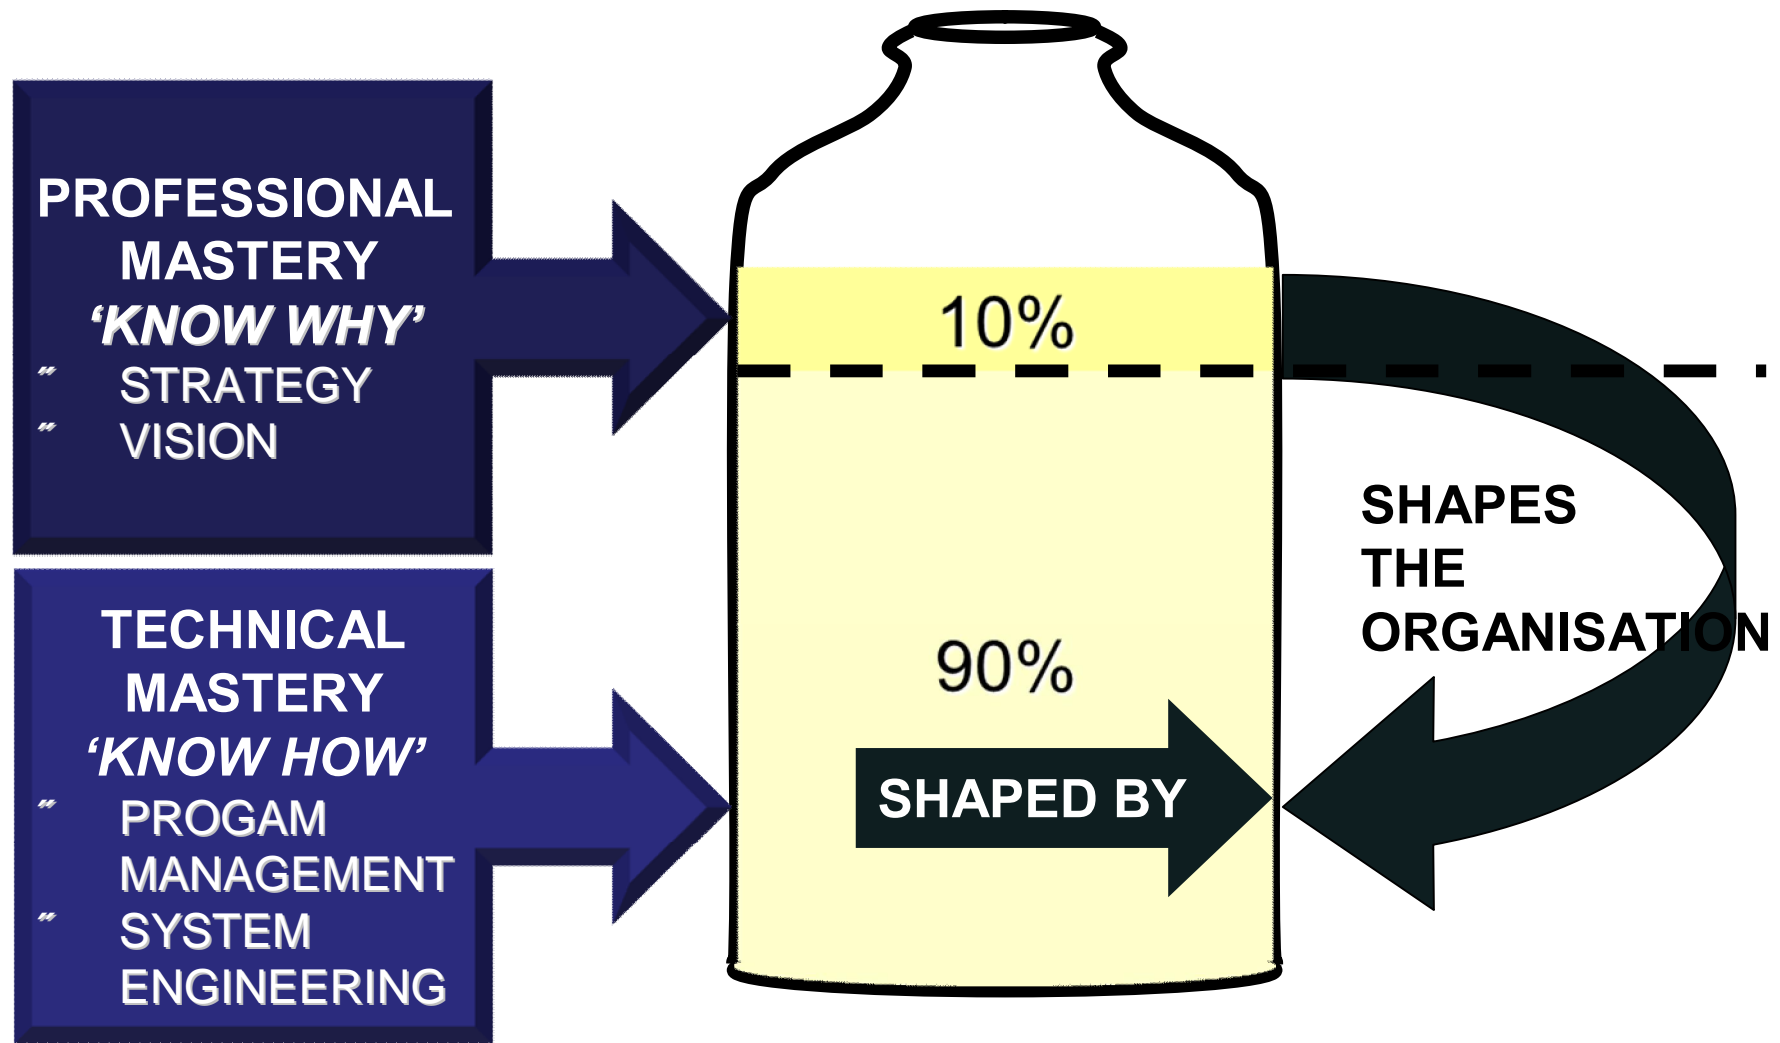 PROFESSIONAL
MASTERY
‘KNOW WHY’
” STRATEGY
” VISION
TECHNICAL
MASTERY
‘KNOW HOW’
” PROGAM
MANAGEMENT
” SYSTEM
ENGINEERING
10%
90%
SHAPED BY
SHAPES
THE
ORGANISATION